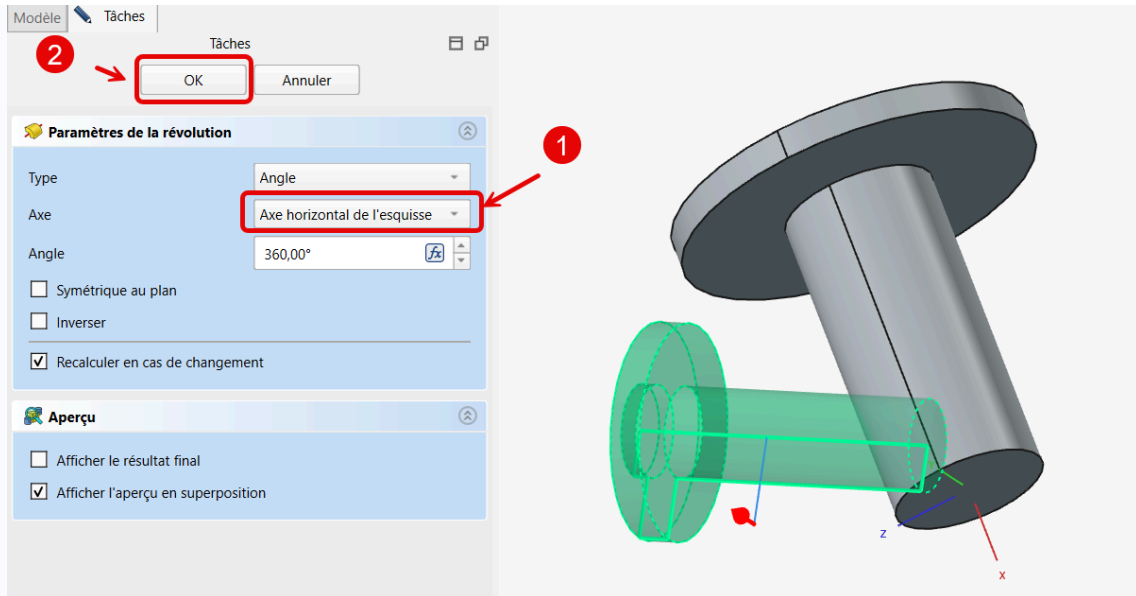 Modèle Tâches
Tâches
2
OK Annuler
Paramètres de la révolution
1
Type Angle
Axe Axe horizontal de l'esquisse
Angle 360,00° fx
Symétrique au plan
Inverser
Recalculer en cas de changement
Aperçu
Afficher le résultat final
Afficher l'aperçu en superposition
z
x